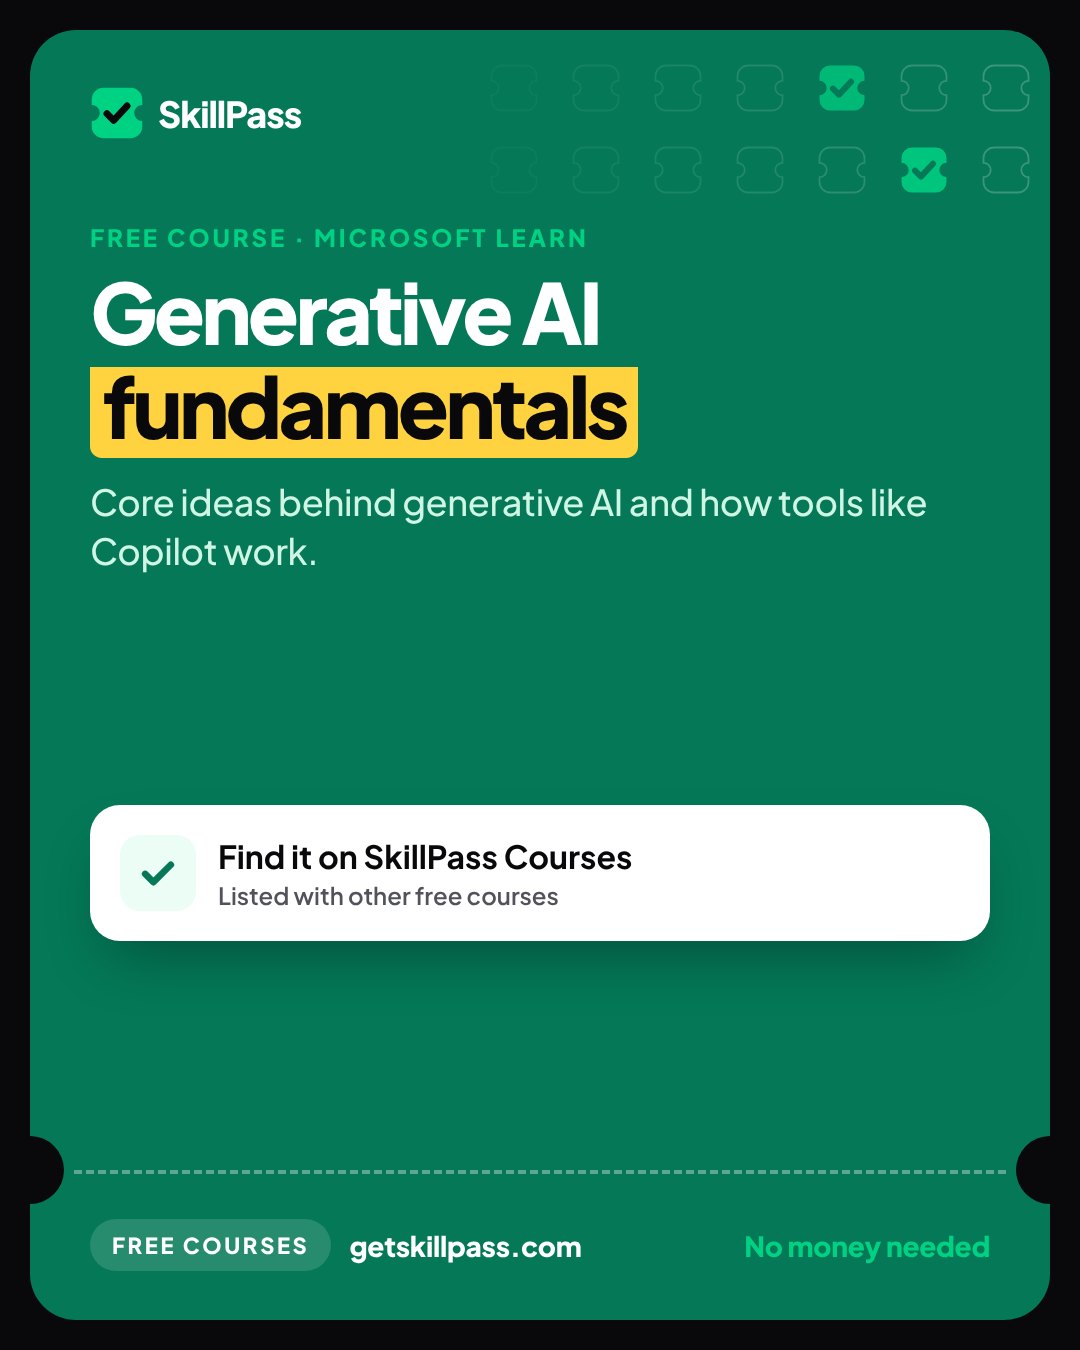 SkillPass
FREE COURSE · MICROSOFT LEARN
Generative AI
fundamentals
Core ideas behind generative AI and how tools like
Copilot work.
Find it on SkillPass Courses
Listed with other free courses
FREE COURSES getskillpass.com No money needed